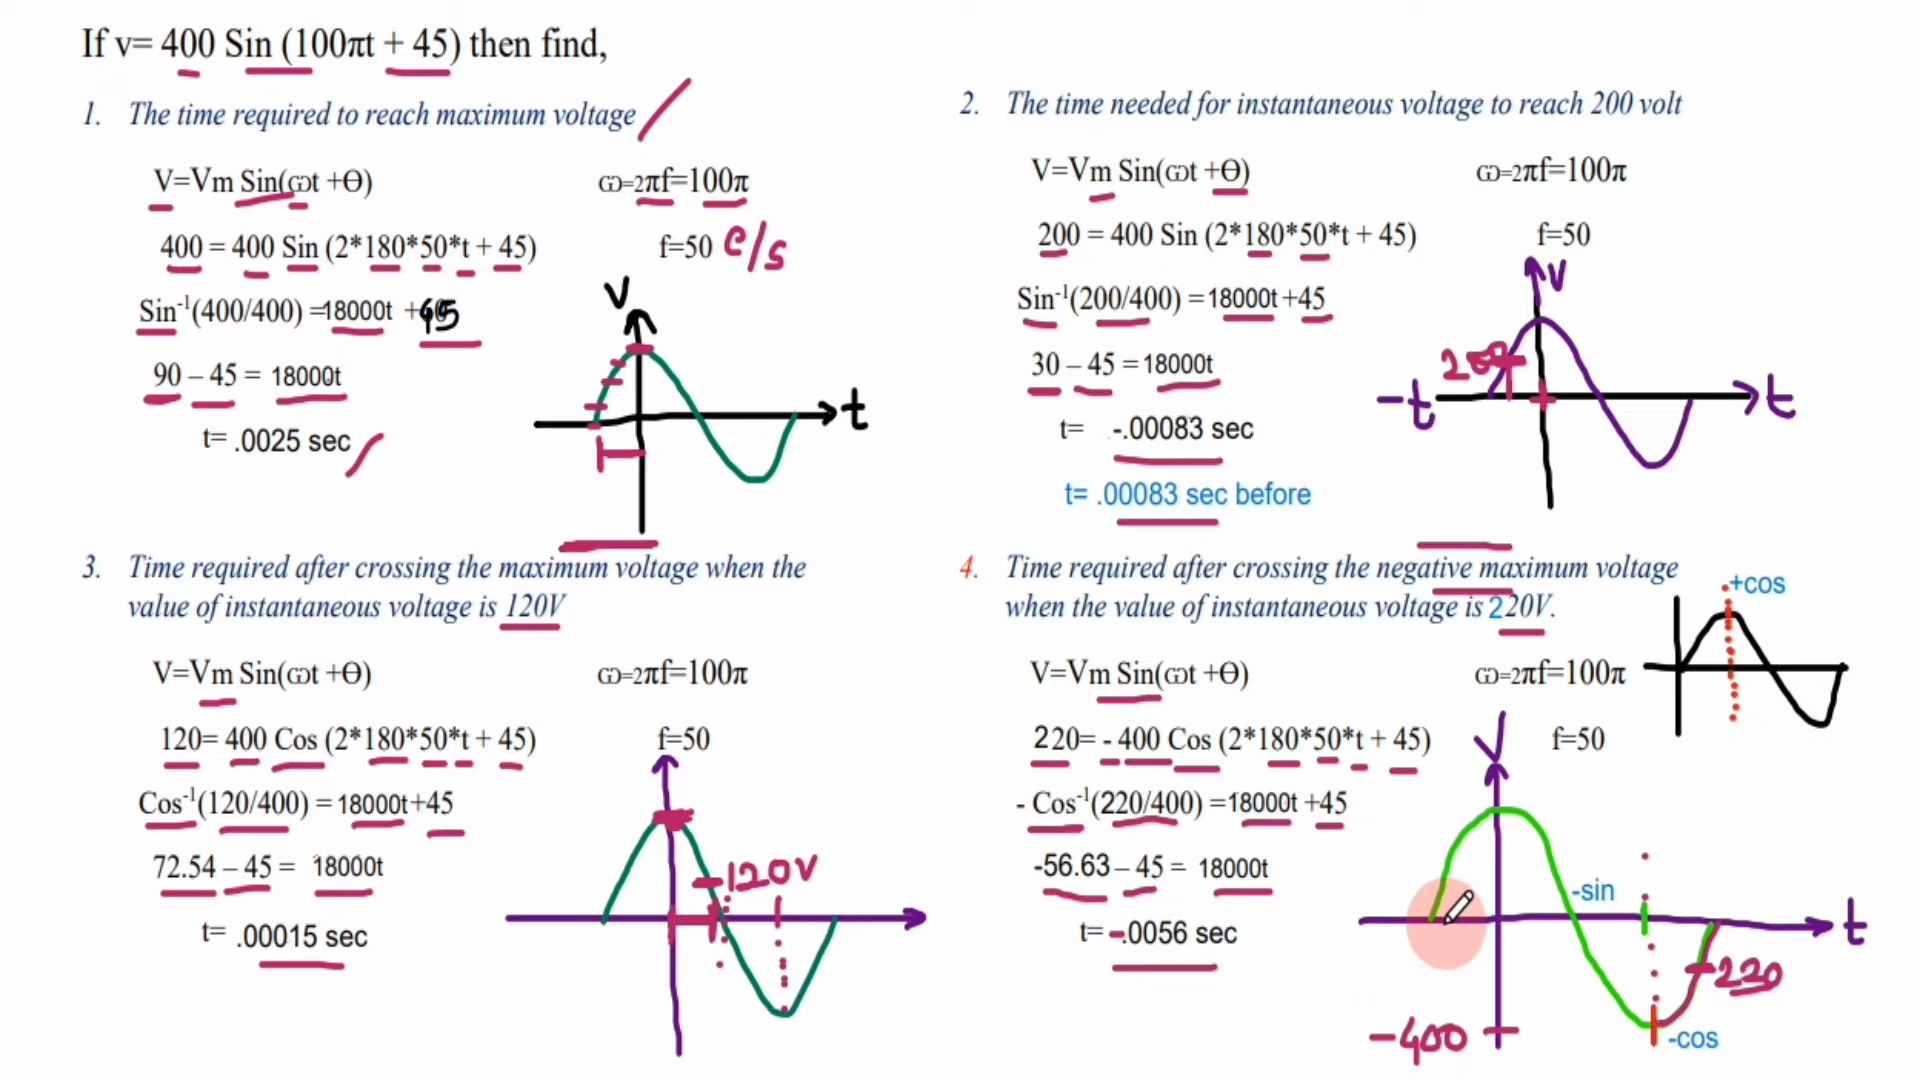 If v= 400 Sin (100πt + 45) then find,
1. The time required to reach maximum voltage
V=Vm Sin(ωt +Θ)
ω=2πf=100π
400 = 400 Sin (2*180*50*t + 45)
f=50 c/s
Sin⁻¹(400/400) =18000t +45
90 – 45 = 18000t
t= .0025 sec
V
t
2. The time needed for instantaneous voltage to reach 200 volt
V=Vm Sin(ωt +Θ)
ω=2πf=100π
200 = 400 Sin (2*180*50*t + 45)
f=50
Sin⁻¹(200/400) = 18000t +45
30 – 45 = 18000t
t= -.00083 sec
t= .00083 sec before
V
-t
t
3. Time required after crossing the maximum voltage when the
value of instantaneous voltage is 120V
V=Vm Sin(ωt +Θ)
ω=2πf=100π
120= 400 Cos (2*180*50*t + 45)
f=50
Cos⁻¹(120/400) = 18000t+45
72.54 – 45 = 18000t
t= .00015 sec
120V
4. Time required after crossing the negative maximum voltage
when the value of instantaneous voltage is 220V.
+cos
V=Vm Sin(ωt +Θ)
ω=2πf=100π
220= - 400 Cos (2*180*50*t + 45)
f=50
- Cos⁻¹(220/400) =18000t +45
-56.63 – 45 = 18000t
t= -.0056 sec
V
-sin
t
220
-400
-cos